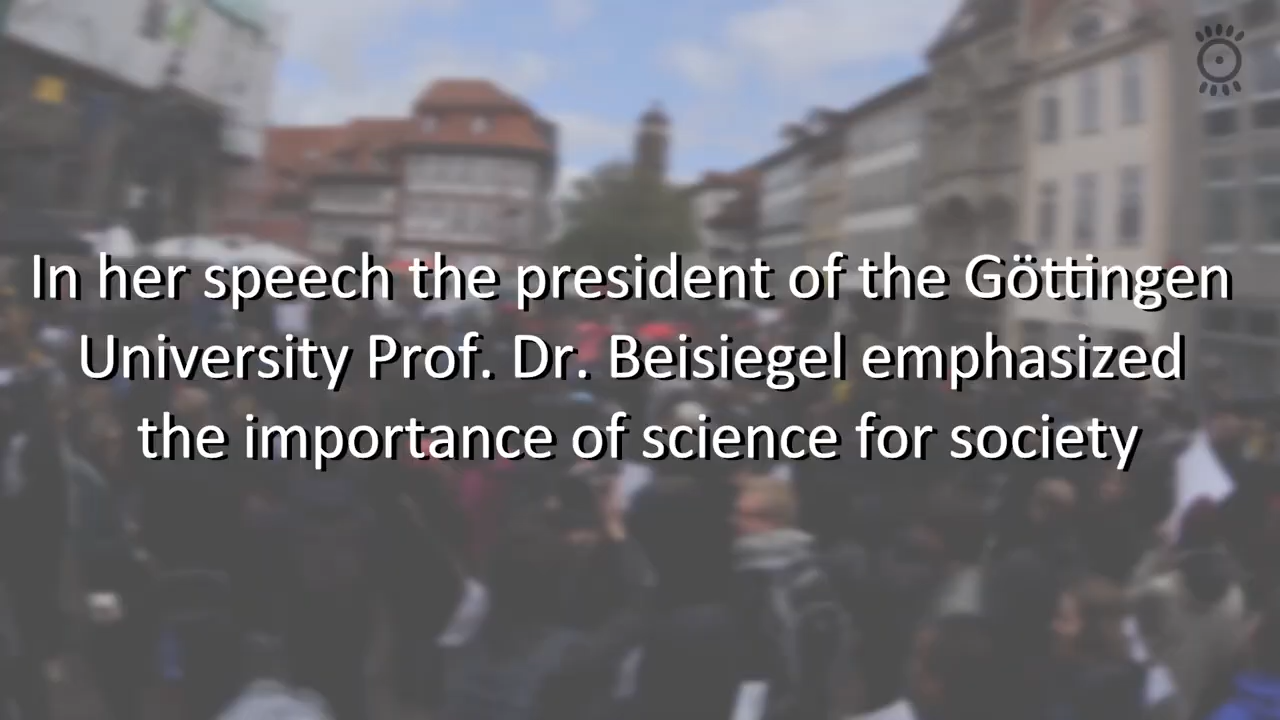 In her speech the president of the Göttingen
University Prof. Dr. Beisiegel emphasized
the importance of science for society